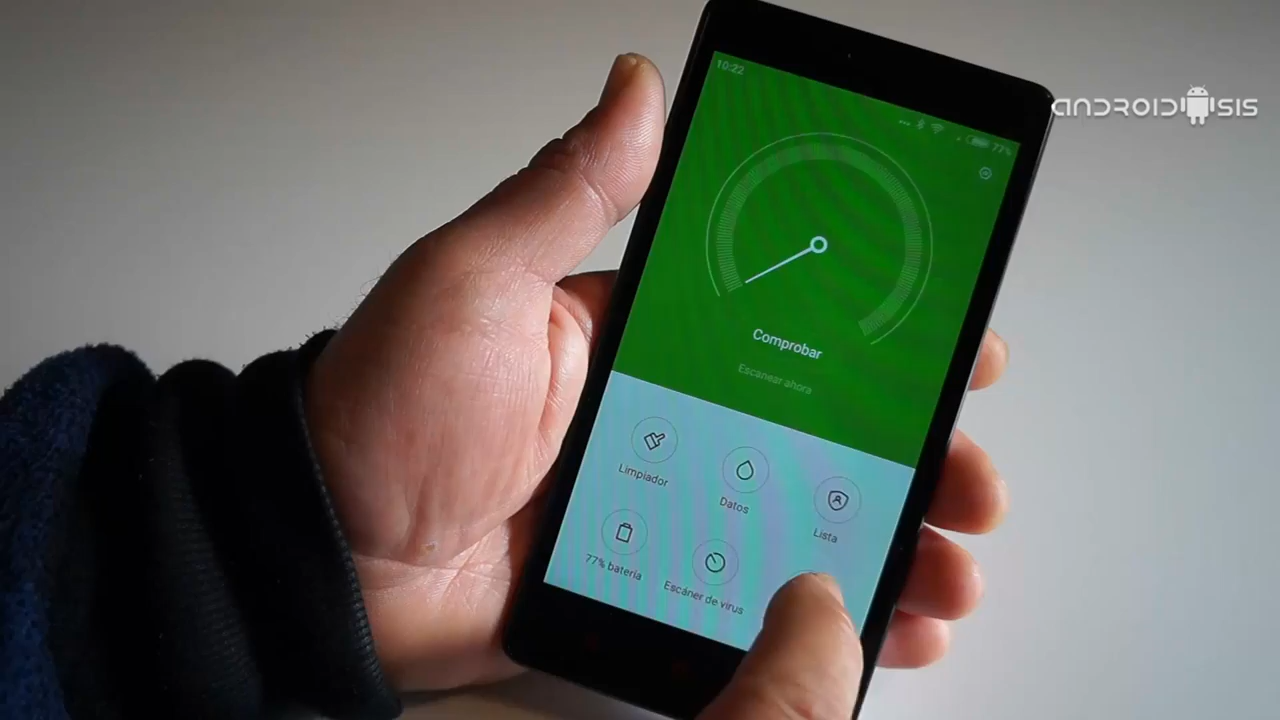 10:22
77%
ANDROIDSIS
Comprobar
Escanear ahora
Limpiador
Datos
Lista
77% batería
Escáner de virus